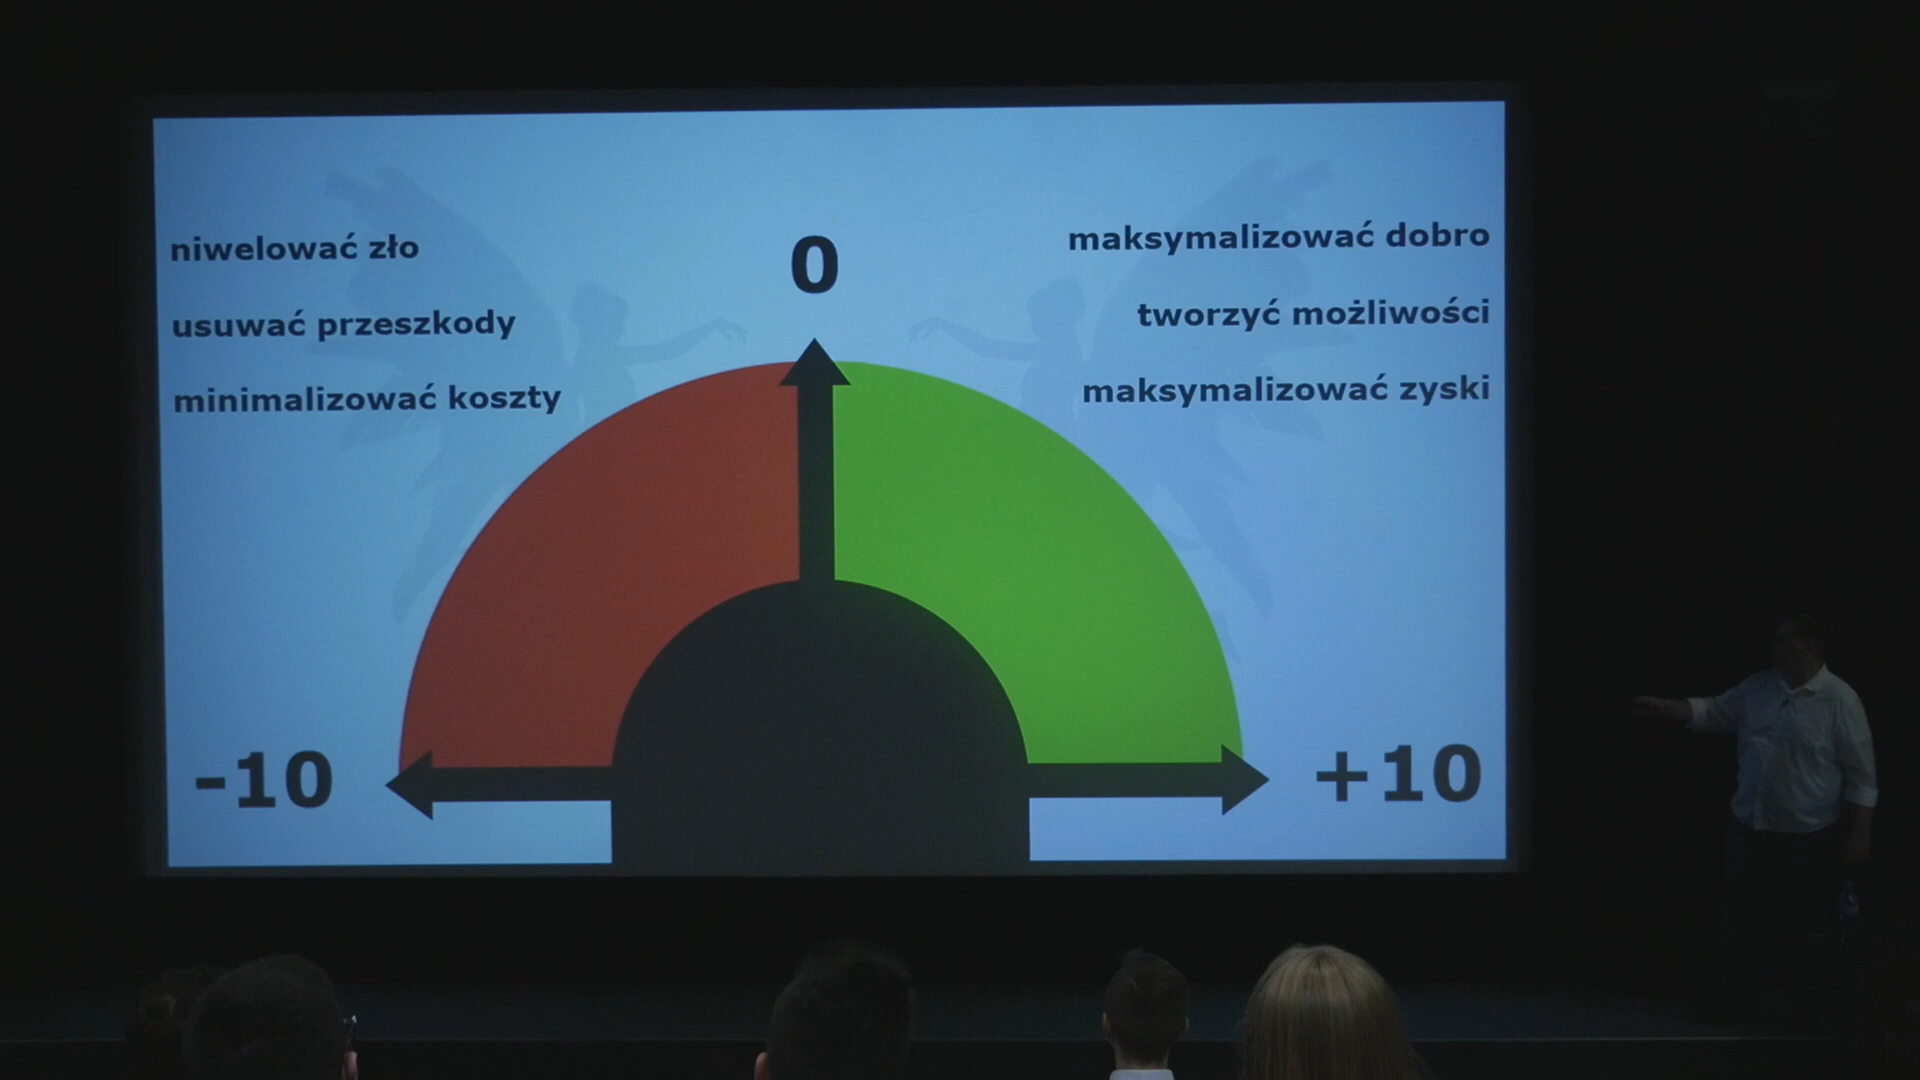 niwelować zło
usuwać przeszkody
minimalizować koszty
0
maksymalizować dobro
tworzyć możliwości
maksymalizować zyski
-10
+10